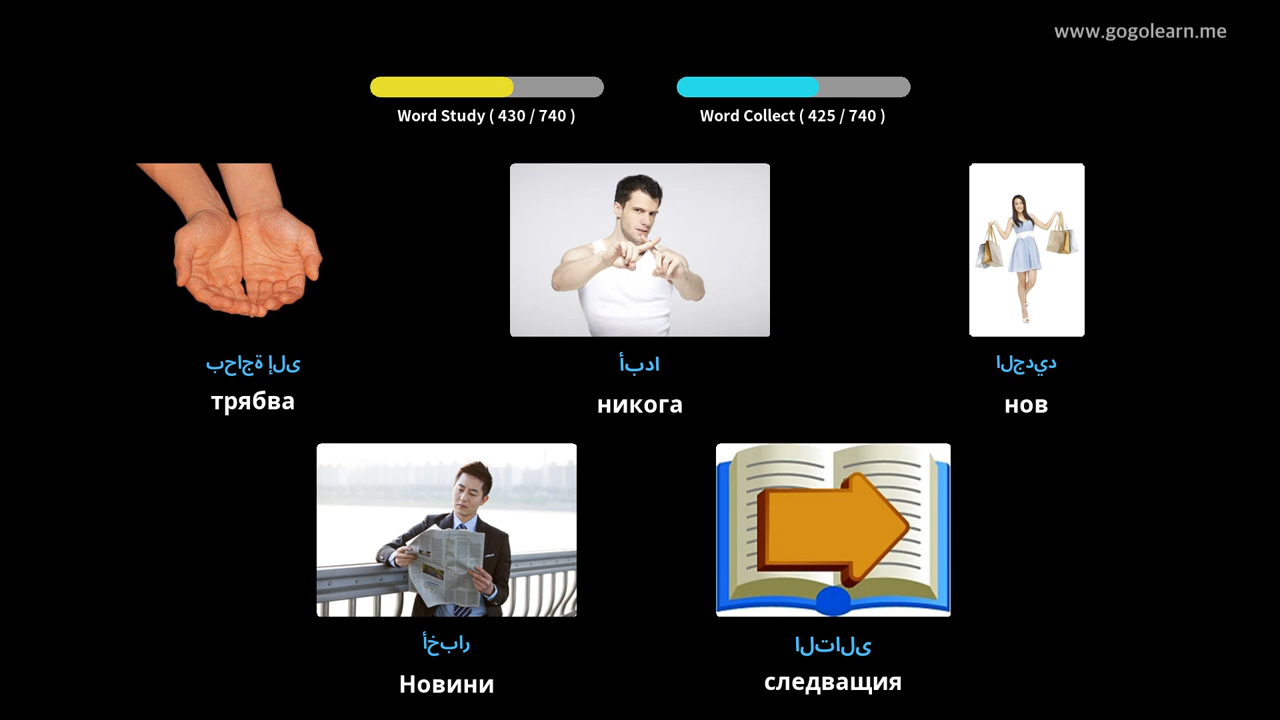 www.gogolearn.me
Word Study ( 430 / 740 )
Word Collect ( 425 / 740 )
بحاجة إلى
трябва
أبدا
никога
الجديد
нов
أخبار
Новини
التالى
следващия